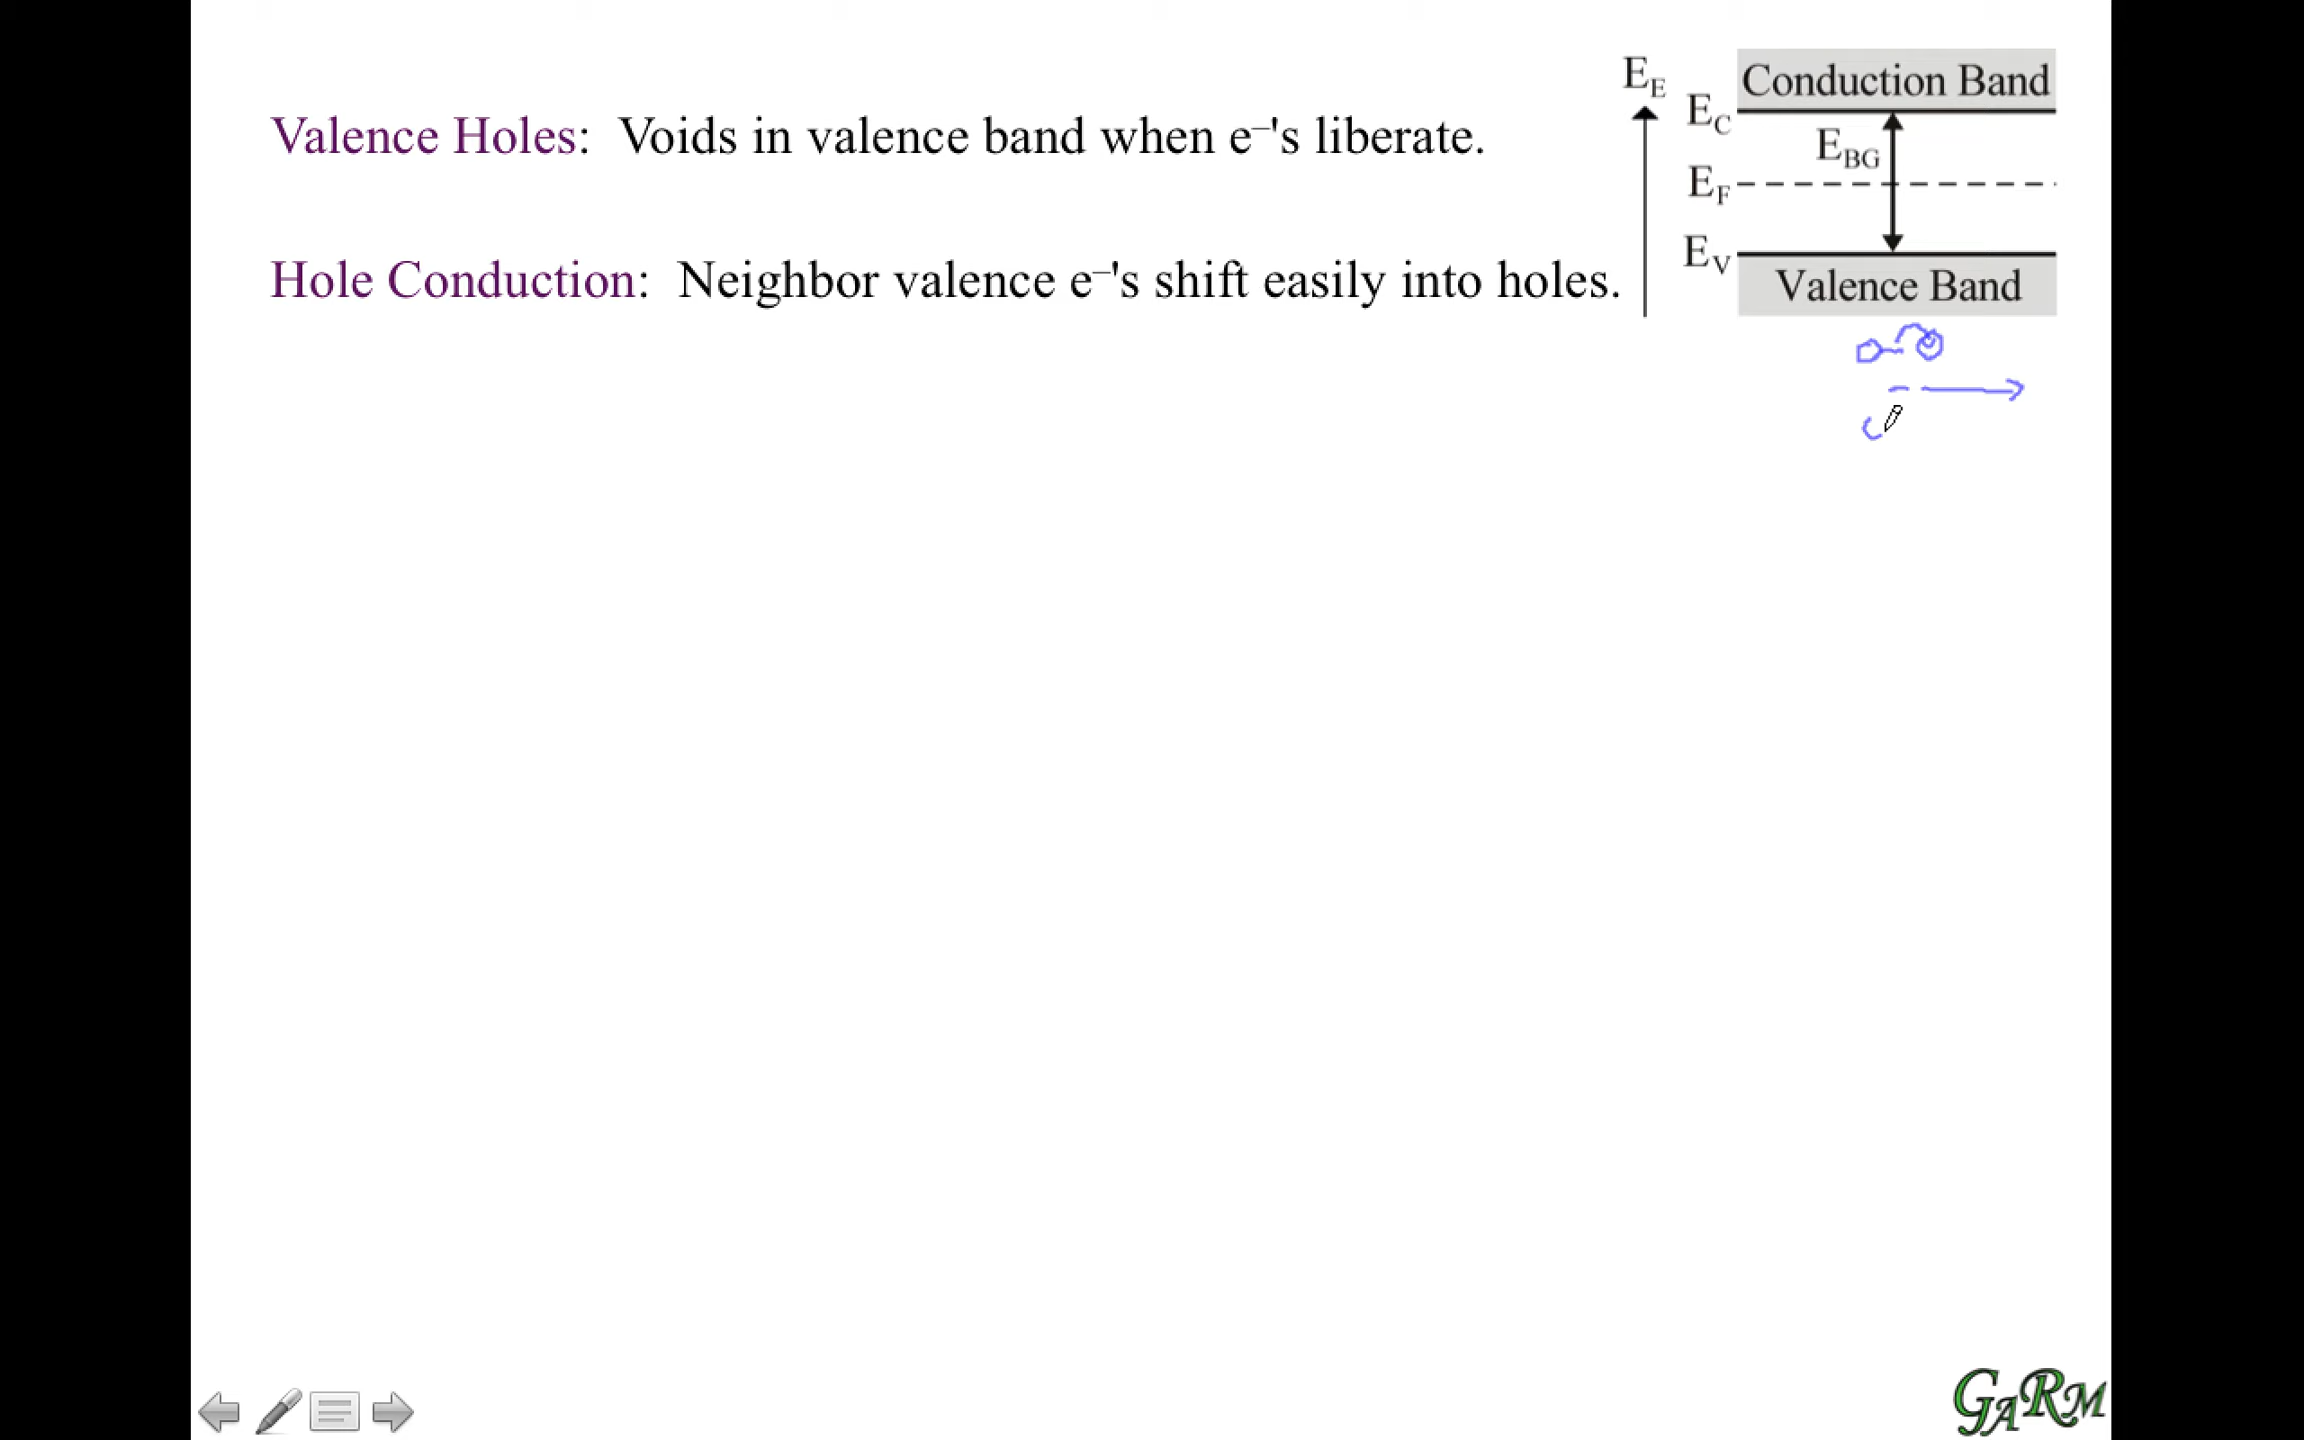 Valence Holes: Voids in valence band when e⁻'s liberate.
Hole Conduction: Neighbor valence e⁻'s shift easily into holes.
E_E
Conduction Band
E_C
E_BG
E_F
E_V
Valence Band
GARM